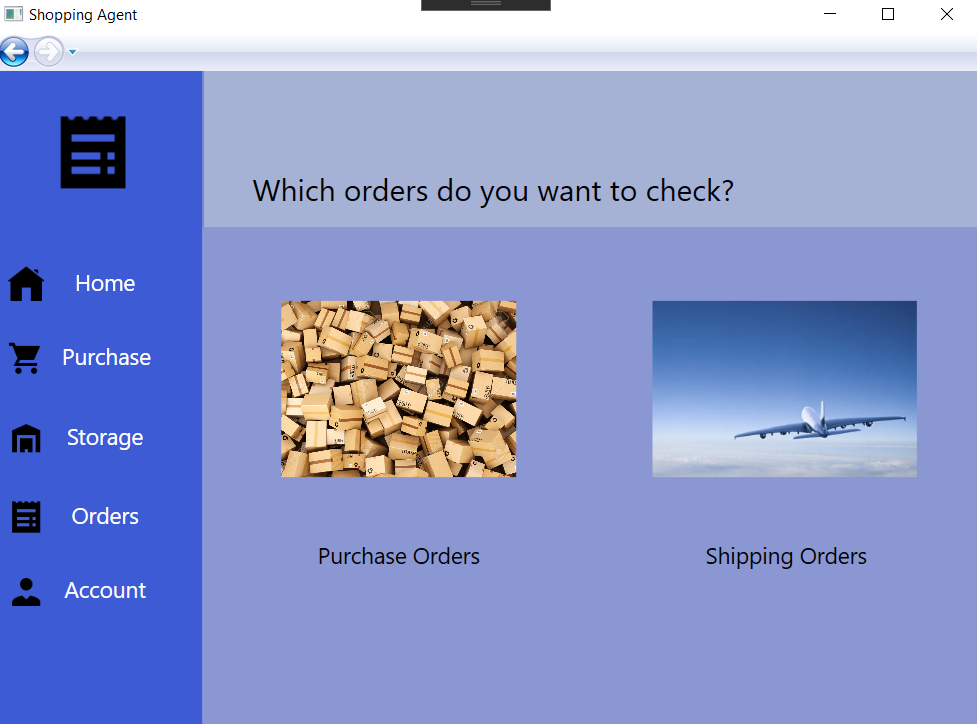 Shopping Agent
Which orders do you want to check?
Home
Purchase
Storage
Orders
Account
Purchase Orders
Shipping Orders